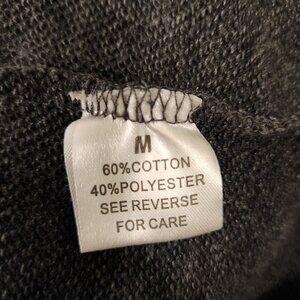 M
60%COTTON
40%POLYESTER
SEE REVERSE
FOR CARE